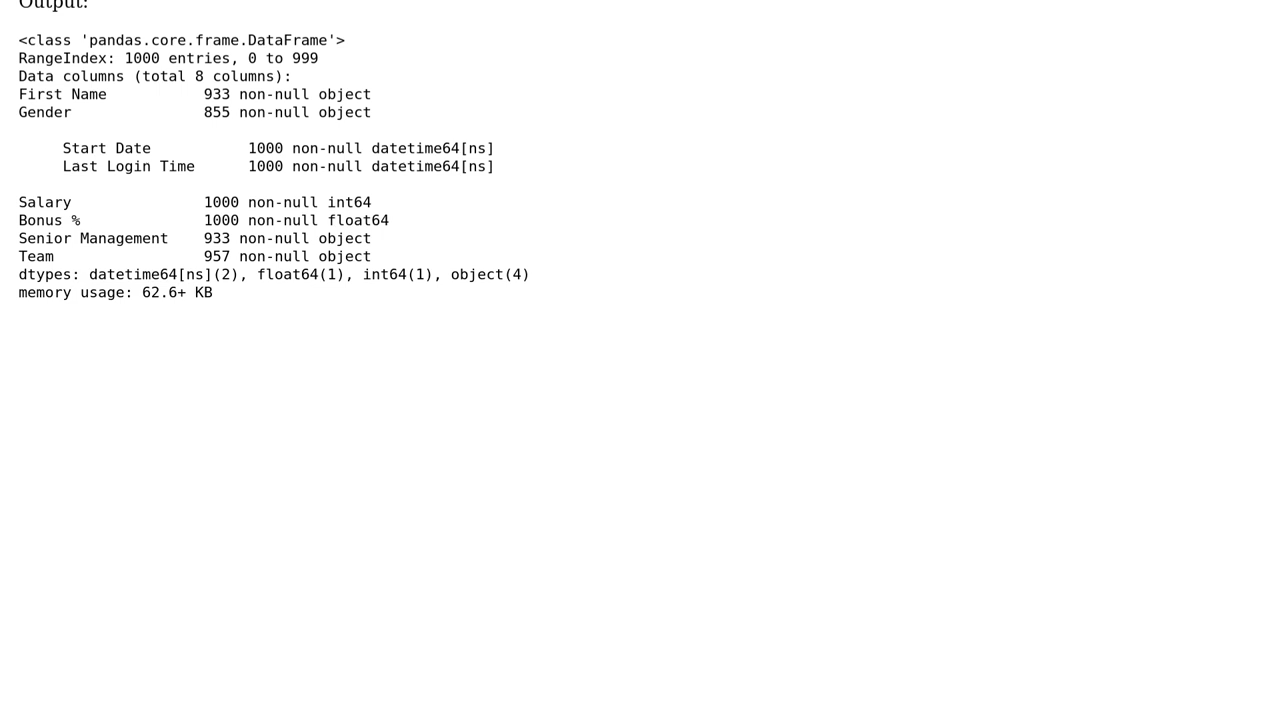 Output:
<class 'pandas.core.frame.DataFrame'>
RangeIndex: 1000 entries, 0 to 999
Data columns (total 8 columns):
First Name           933 non-null object
Gender               855 non-null object
     Start Date           1000 non-null datetime64[ns]
     Last Login Time      1000 non-null datetime64[ns]
Salary               1000 non-null int64
Bonus %              1000 non-null float64
Senior Management    933 non-null object
Team                 957 non-null object
dtypes: datetime64[ns](2), float64(1), int64(1), object(4)
memory usage: 62.6+ KB